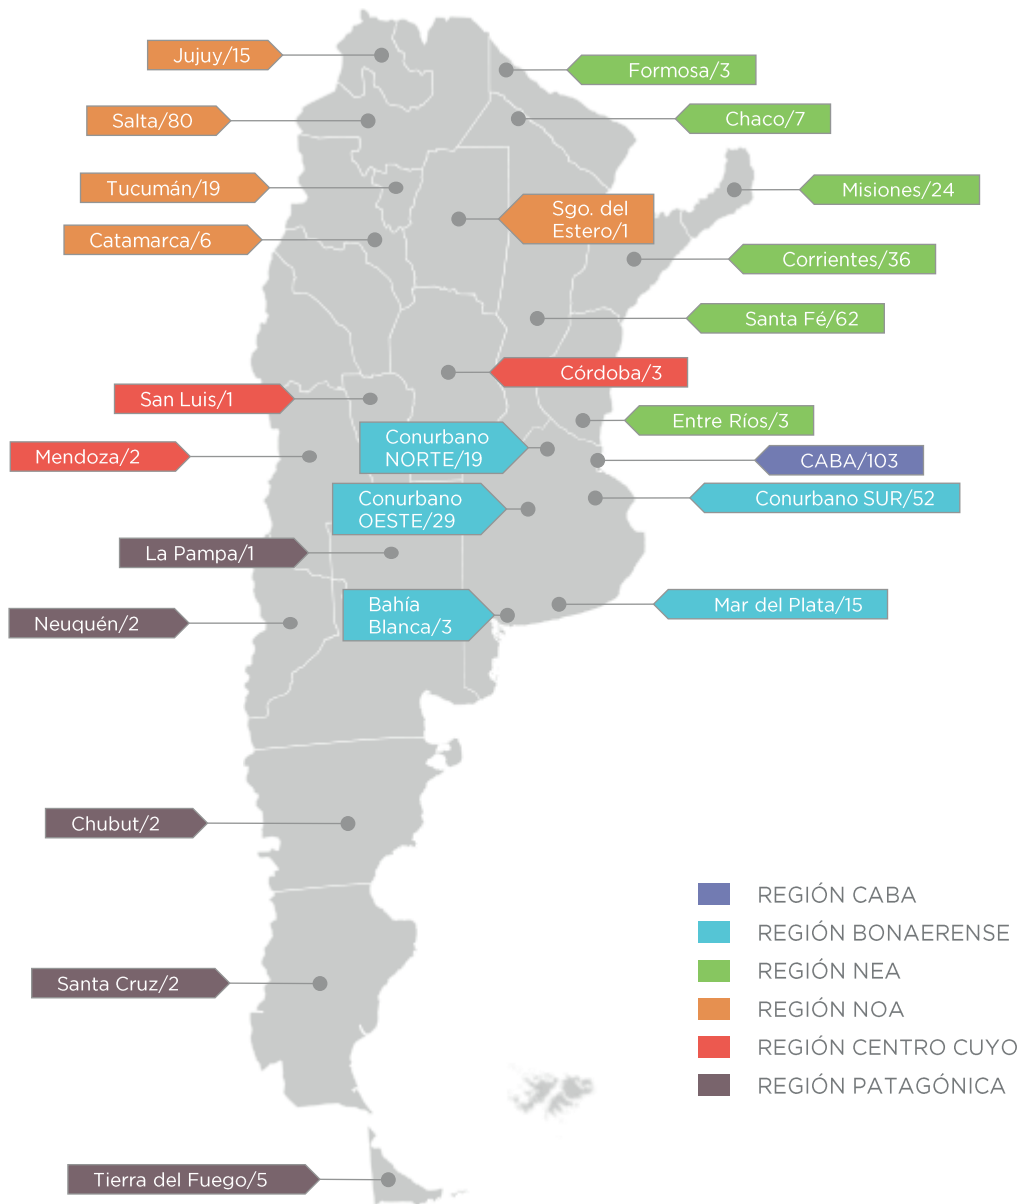 Jujuy/15
Formosa/3
Salta/80
Chaco/7
Tucumán/19
Misiones/24
Sgo. del
Estero/1
Catamarca/6
Corrientes/36
Santa Fé/62
Córdoba/3
San Luis/1
Entre Ríos/3
Conurbano
NORTE/19
Mendoza/2
CABA/103
Conurbano
OESTE/29
Conurbano SUR/52
La Pampa/1
Bahía
Blanca/3
Mar del Plata/15
Neuquén/2
Chubut/2
Santa Cruz/2
Tierra del Fuego/5
REGIÓN CABA
REGIÓN BONAERENSE
REGIÓN NEA
REGIÓN NOA
REGIÓN CENTRO CUYO
REGIÓN PATAGÓNICA